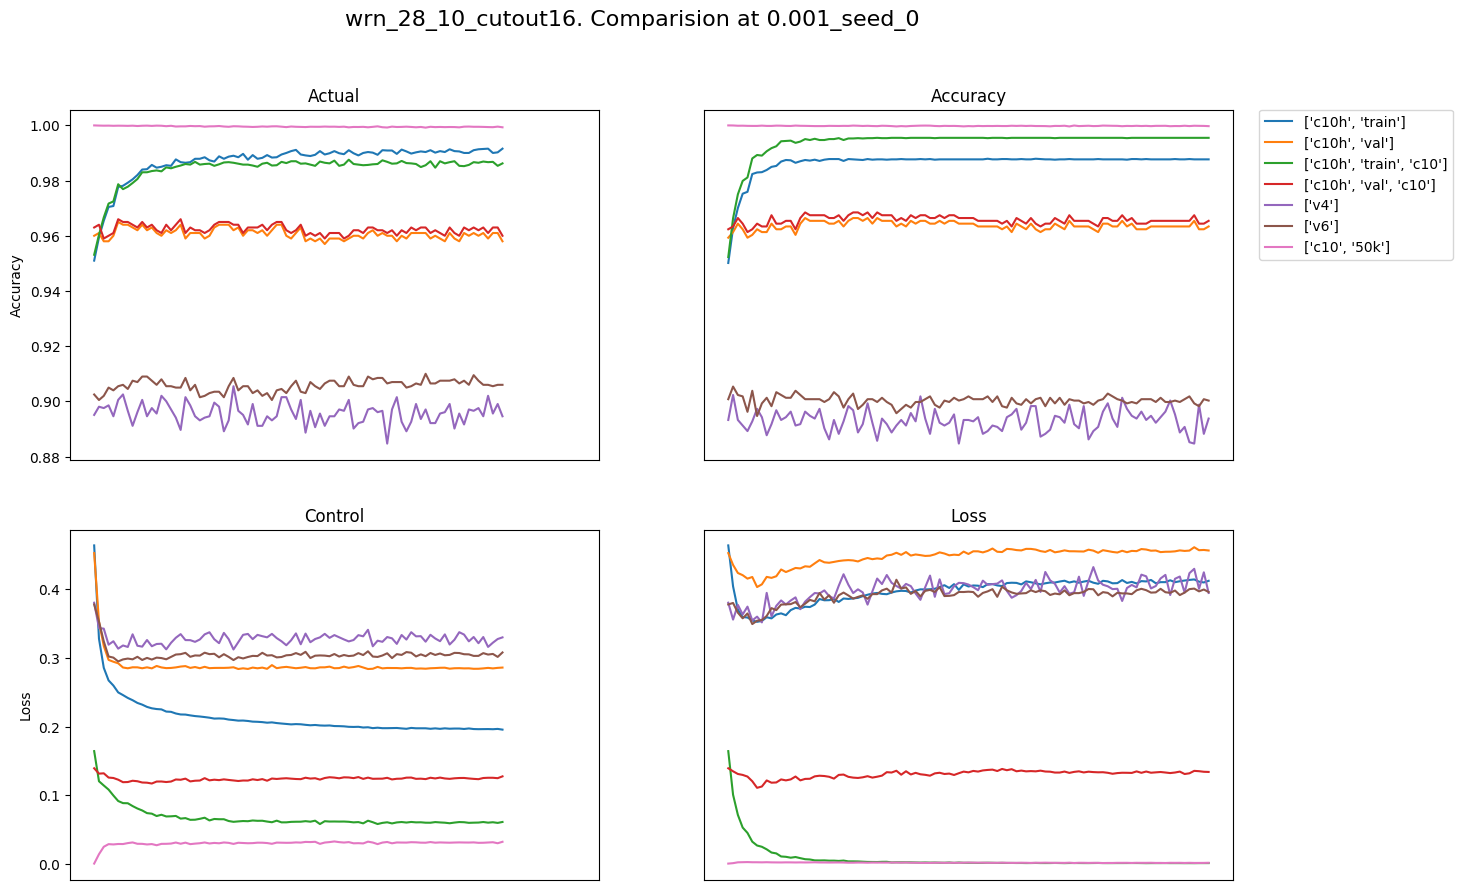 wrn_28_10_cutout16. Comparision at 0.001_seed_0
Actual
Accuracy
1.00
0.98
0.96
0.94
0.92
0.90
0.88
Accuracy
['c10h', 'train']
['c10h', 'val']
['c10h', 'train', 'c10']
['c10h', 'val', 'c10']
['v4']
['v6']
['c10', '50k']
Control
Loss
0.4
0.3
0.2
0.1
0.0
Loss